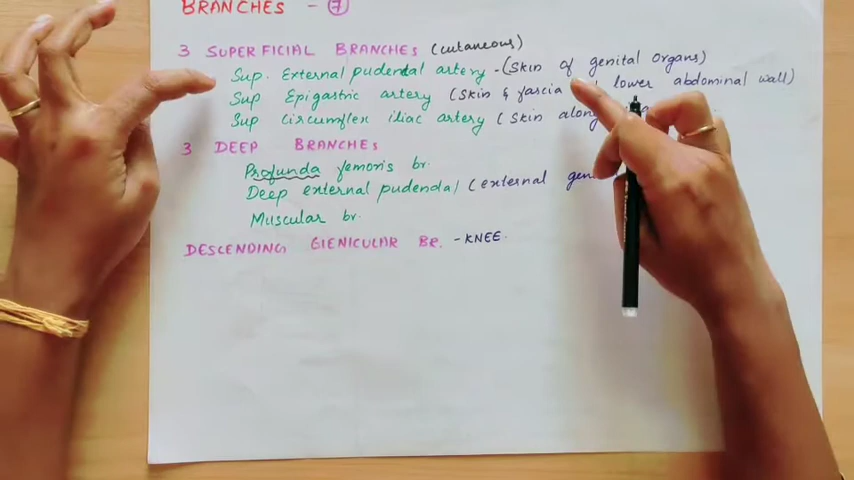 BRANCHES - 7
3 SUPERFICIAL BRANCHES (cutaneous)
Sup. External pudendal artery - (Skin of genital organs)
Sup Epigastric artery (Skin & fascia lower abdominal wall)
Sup circumflex iliac artery (Skin along
3 DEEP BRANCHES
Profunda femoris br.
Deep external pudendal (external
Muscular br.
DESCENDING GENICULAR BR. - KNEE.